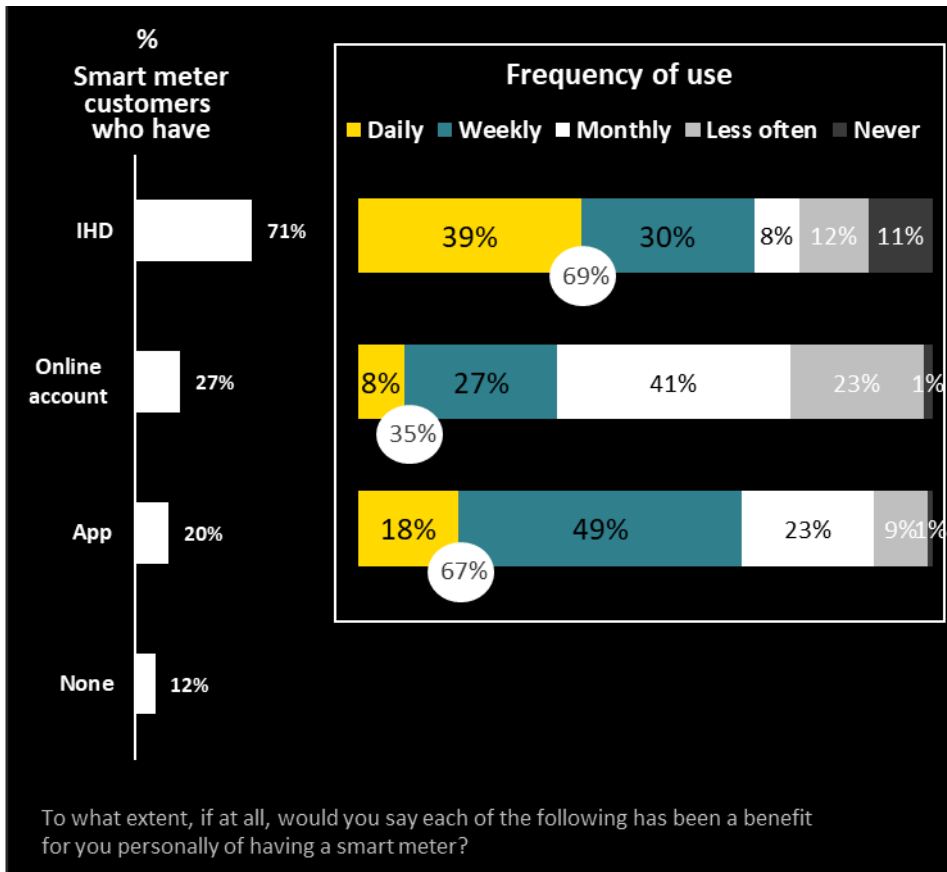 %
Smart meter
customers
who have
Frequency of use
Daily Weekly Monthly Less often Never
IHD 71% 39% 30% 8% 12% 11%
69%
Online
account
27% 8% 27% 41% 23% 1%
35%
App 20% 18% 49% 23% 9% 1%
67%
None 12%
To what extent, if at all, would you say each of the following has been a benefit
for you personally of having a smart meter?